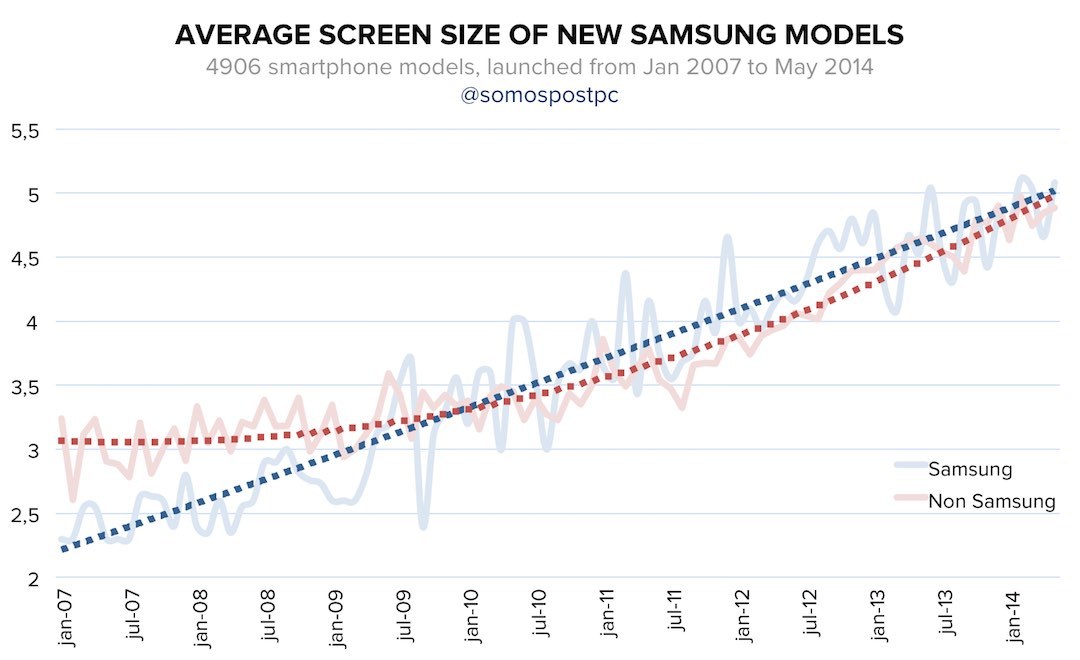 AVERAGE SCREEN SIZE OF NEW SAMSUNG MODELS
4906 smartphone models, launched from Jan 2007 to May 2014
@somospostpc
5,5
5
4,5
4
3,5
3
2,5
2
Samsung
Non Samsung
jan-07
jul-07
jan-08
jul-08
jan-09
jul-09
jan-10
jul-10
jan-11
jul-11
jan-12
jul-12
jan-13
jul-13
jan-14